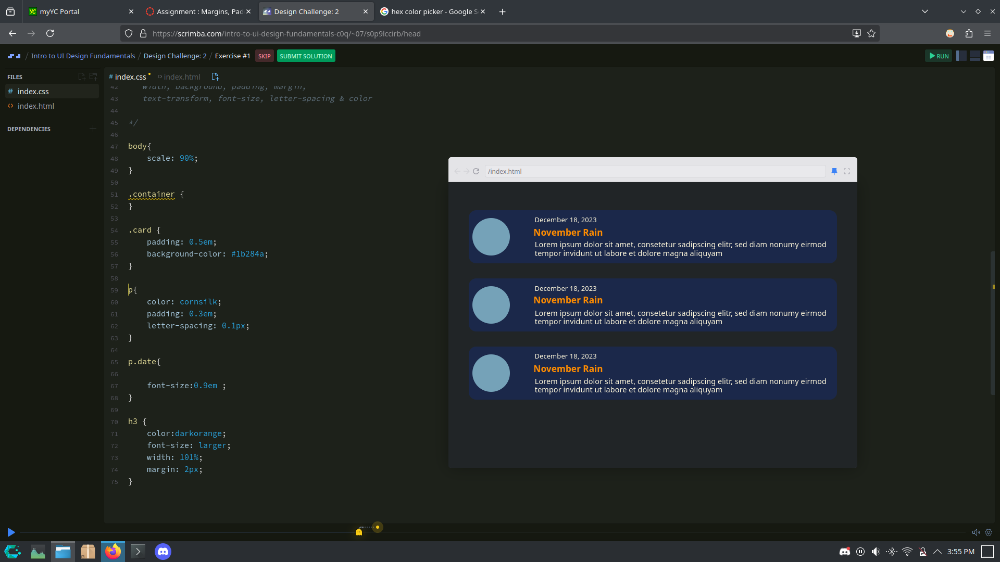 myYC Portal
Assignment : Margins, Pad
Design Challenge: 2
hex color picker - Google S
https://scrimba.com/intro-to-ui-design-fundamentals-c0q/~07/s0p9lccirb/head
/ Intro to UI Design Fundamentals / Design Challenge: 2 / Exercise #1 SKIP SUBMIT SOLUTION
RUN
FILES
# index.css
<> index.html
DEPENDENCIES
# index.css
<> index.html
42 width, background, padding, margin,
43 text-transform, font-size, letter-spacing & color
44
45 */
46
47 body{
48 scale: 90%;
49 }
50
51 .container {
52 }
53
54 .card {
55 padding: 0.5em;
56 background-color: #1b284a;
57 }
58
59 p{
60 color: cornsilk;
61 padding: 0.3em;
62 letter-spacing: 0.1px;
63 }
64
65 p.date{
66
67 font-size:0.9em ;
68 }
69
70 h3 {
71 color:darkorange;
72 font-size: larger;
73 width: 101%;
74 margin: 2px;
75 }
/index.html
December 18, 2023
November Rain
Lorem ipsum dolor sit amet, consetetur sadipscing elitr, sed diam nonumy eirmod
tempor invidunt ut labore et dolore magna aliquyam
December 18, 2023
November Rain
Lorem ipsum dolor sit amet, consetetur sadipscing elitr, sed diam nonumy eirmod
tempor invidunt ut labore et dolore magna aliquyam
December 18, 2023
November Rain
Lorem ipsum dolor sit amet, consetetur sadipscing elitr, sed diam nonumy eirmod
tempor invidunt ut labore et dolore magna aliquyam
3:55 PM